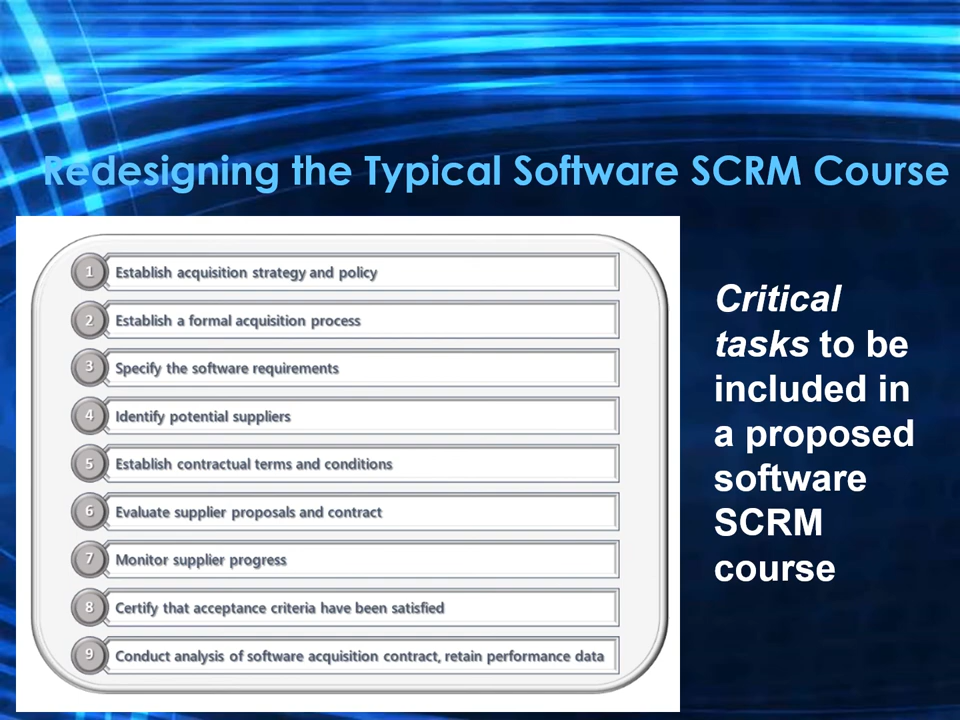 Redesigning the Typical Software SCRM Course
1 Establish acquisition strategy and policy
2 Establish a formal acquisition process
3 Specify the software requirements
4 Identify potential suppliers
5 Establish contractual terms and conditions
6 Evaluate supplier proposals and contract
7 Monitor supplier progress
8 Certify that acceptance criteria have been satisfied
9 Conduct analysis of software acquisition contract, retain performance data
Critical
tasks to be
included in
a proposed
software
SCRM
course